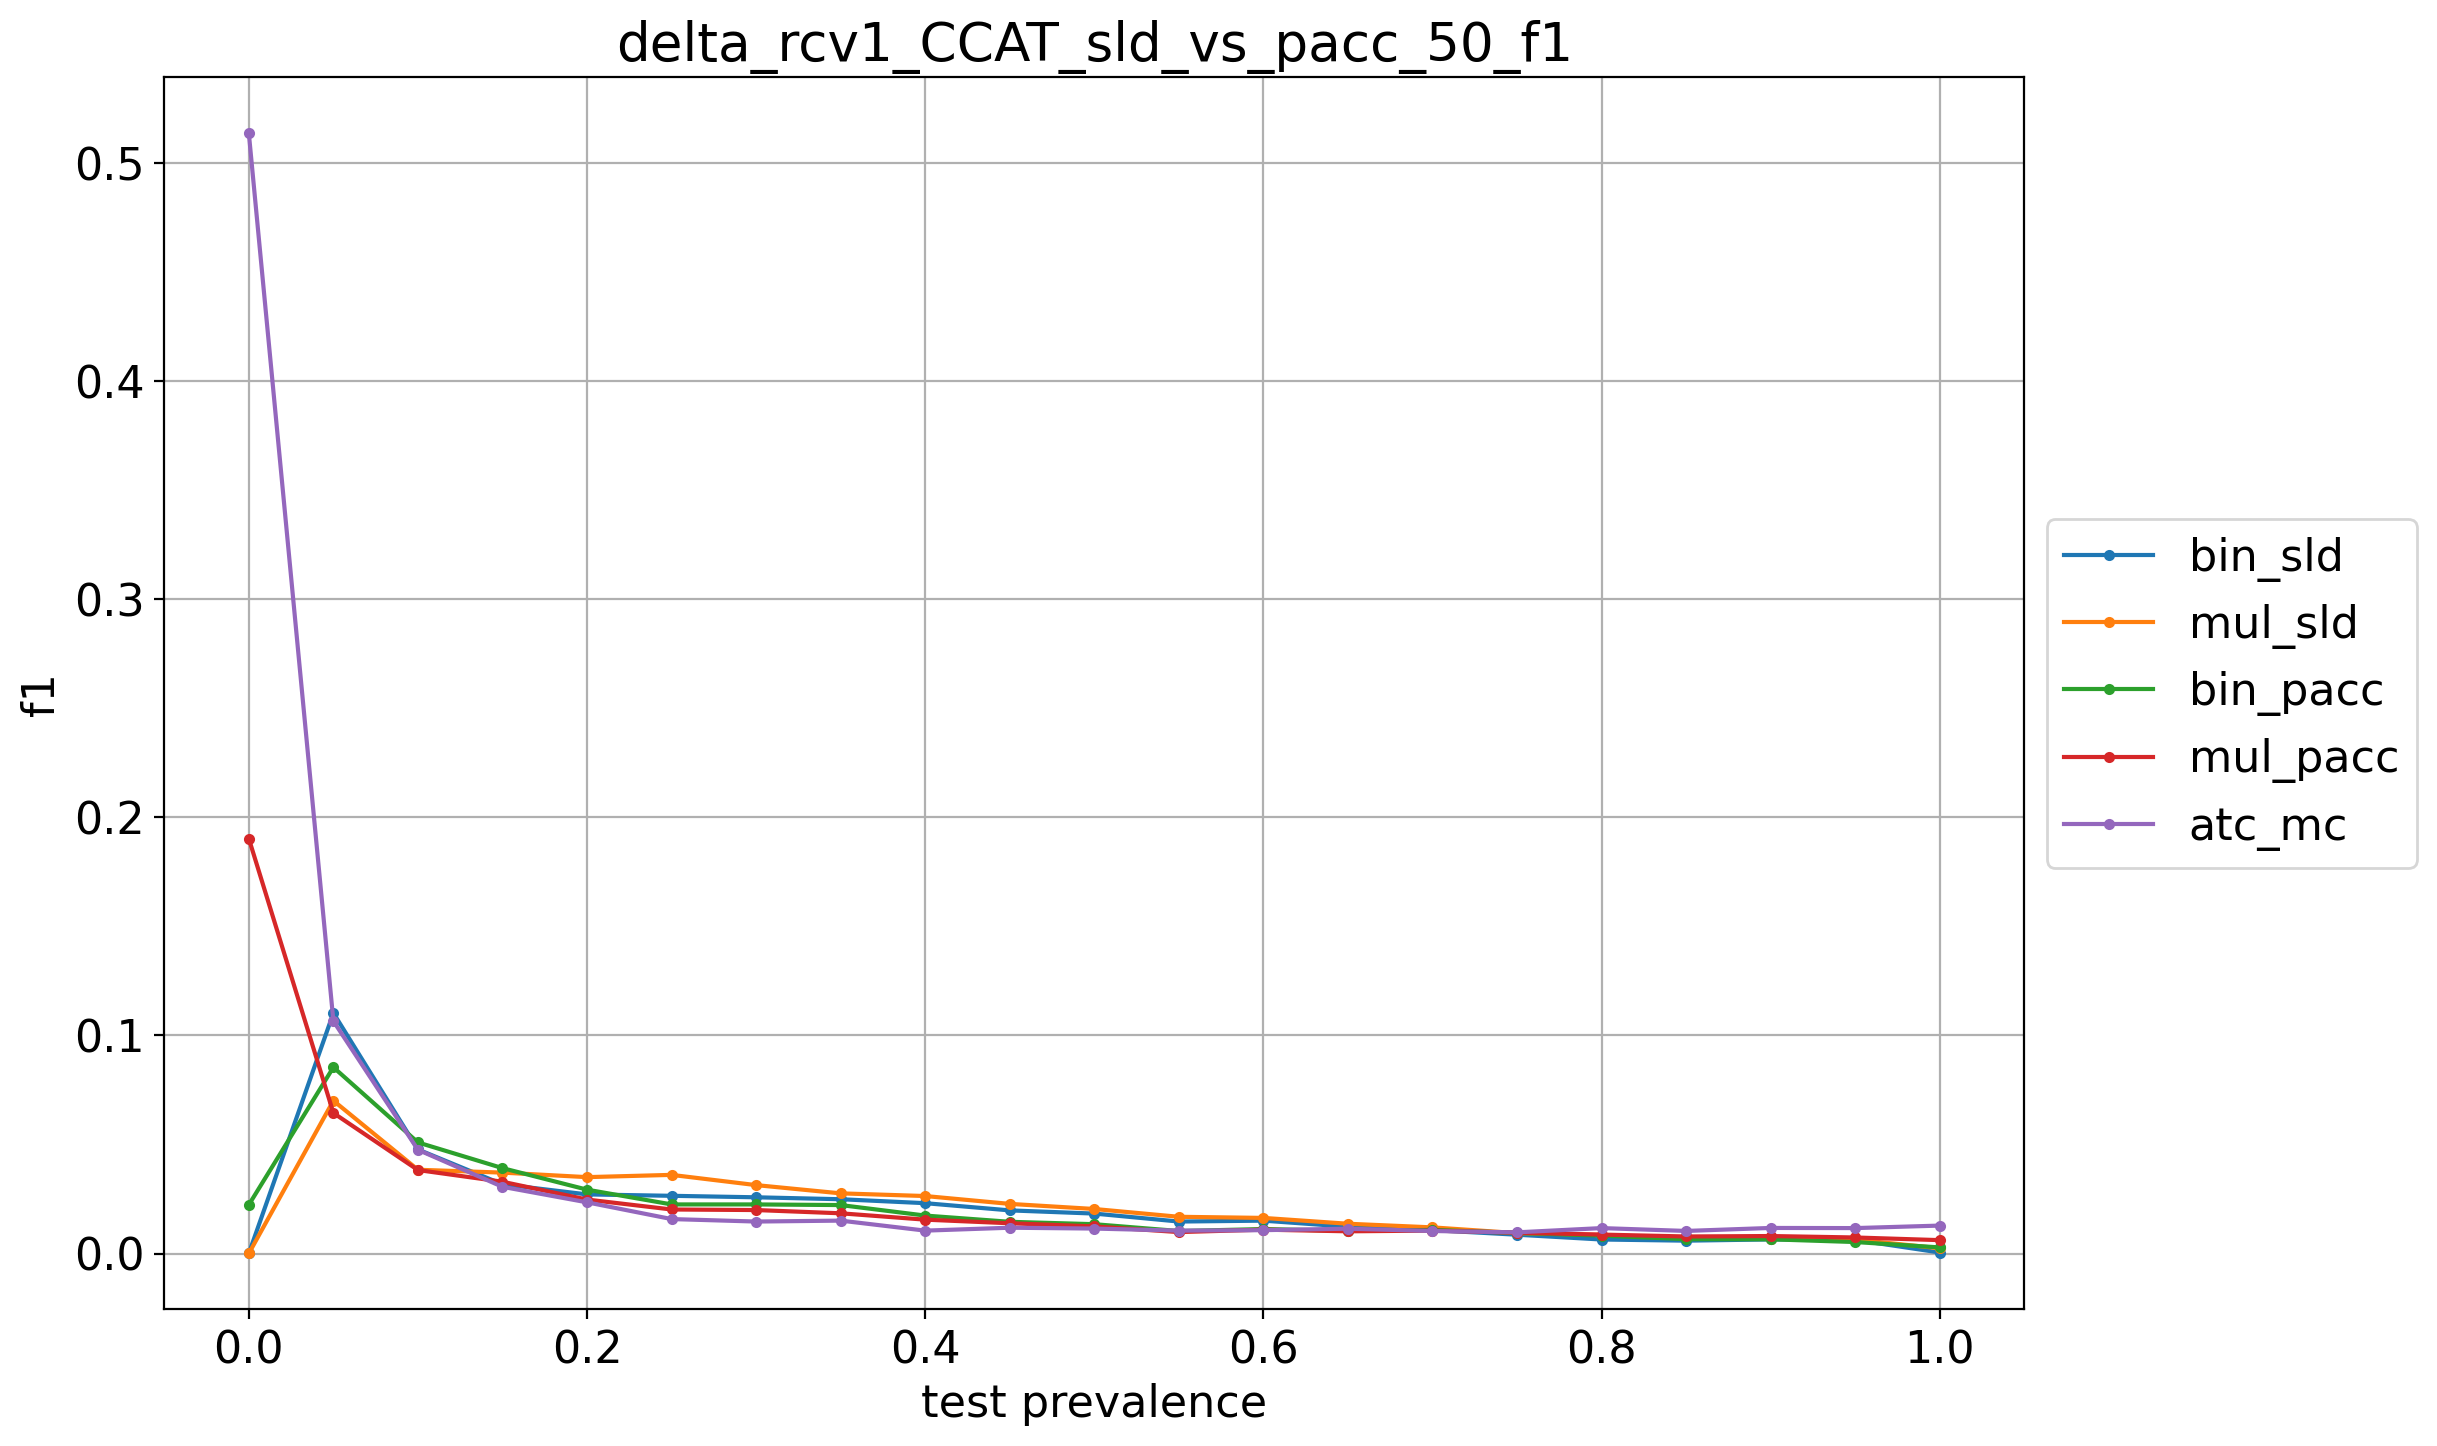 delta_rcv1_CCAT_sld_vs_pacc_50_f1
0.5
0.4
0.3
0.2
0.1
0.0
f1
0.0 0.2 0.4 0.6 0.8 1.0
test prevalence
bin_sld
mul_sld
bin_pacc
mul_pacc
atc_mc